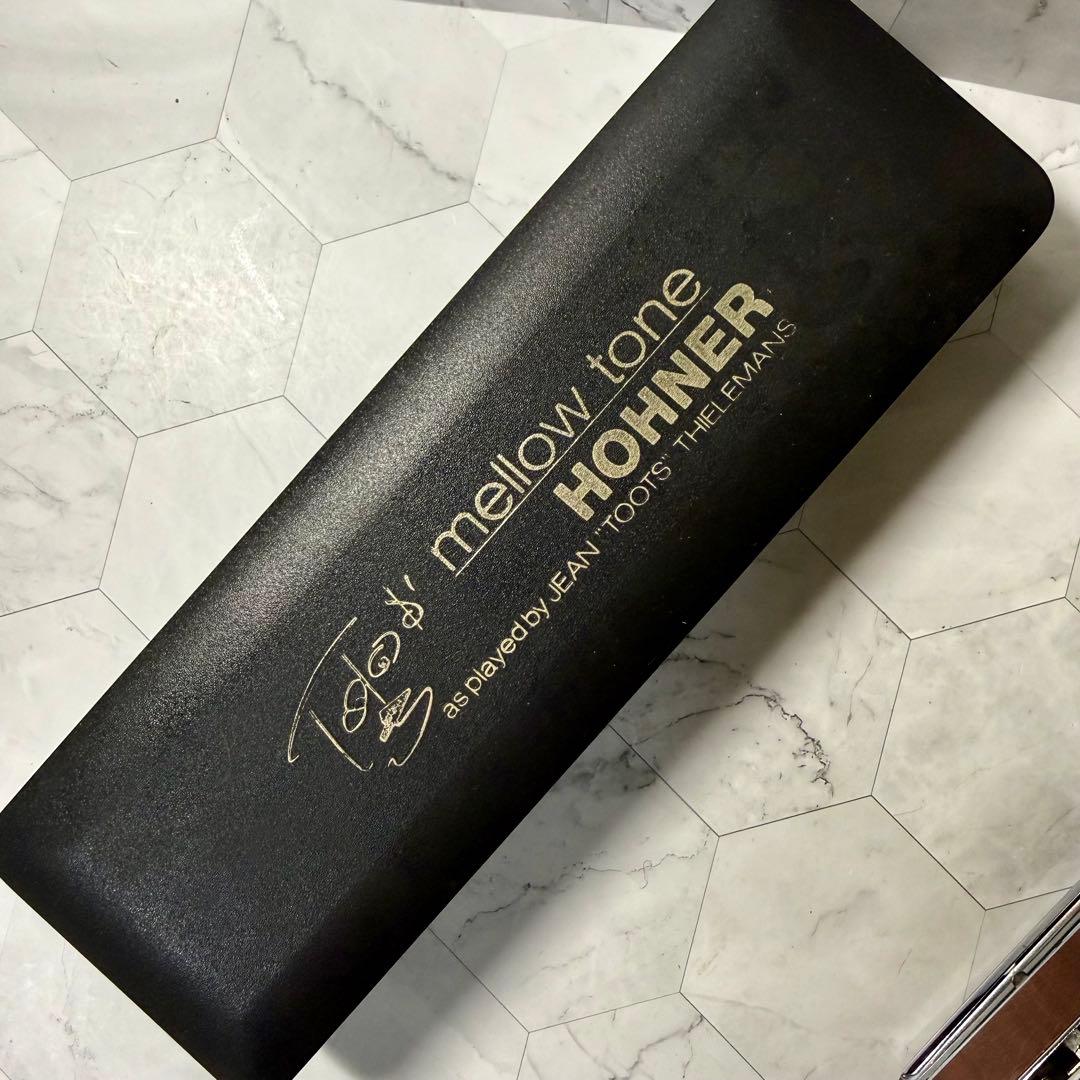 Toots' mellow tone
HOHNER
as played by JEAN "TOOTS" THIELEMANS